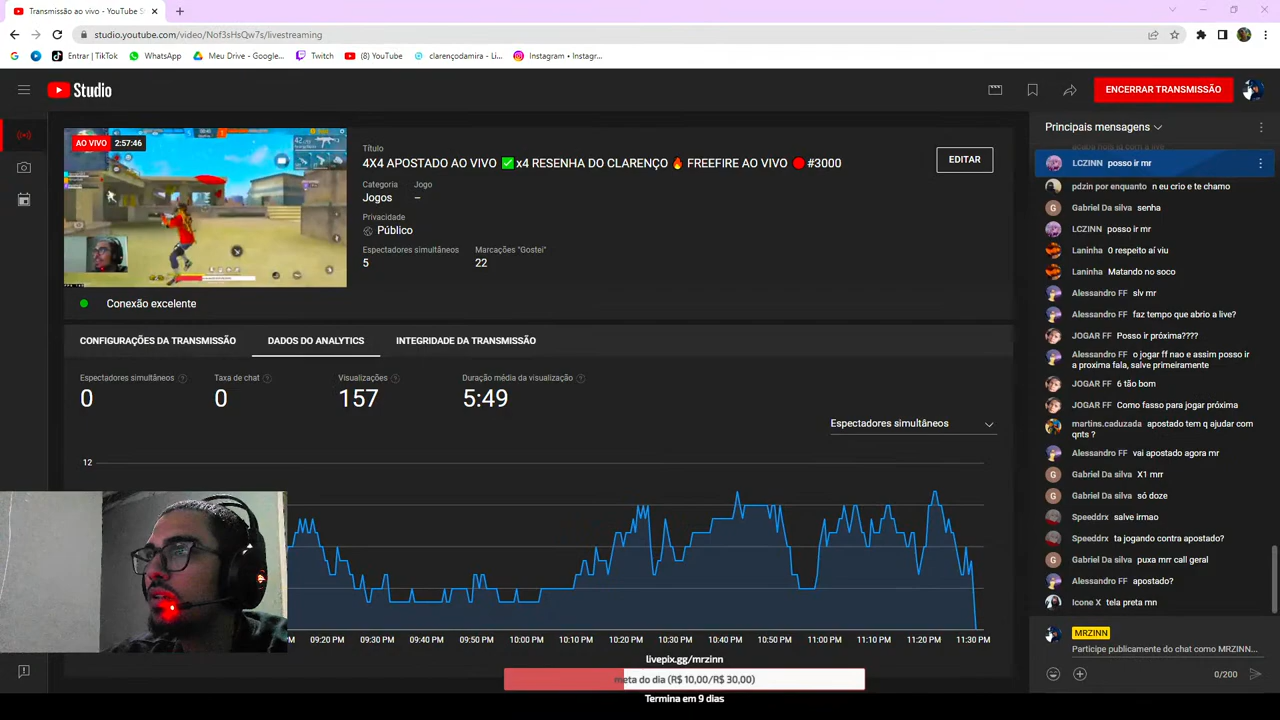 Transmissão ao vivo - YouTube S
studio.youtube.com/video/Nof3sHsQw7s/livestreaming
Entrar | TikTok
WhatsApp
Meu Drive - Google...
Twitch
(8) YouTube
clarençodamira - Li...
Instagram • Instagr...
Studio
ENCERRAR TRANSMISSÃO
AO VIVO 2:57:46
Título
4X4 APOSTADO AO VIVO ✅ x4 RESENHA DO CLARENÇO 🔥 FREEFIRE AO VIVO 🔴#3000
EDITAR
Categoria Jogo
Jogos –
Privacidade
Público
Espectadores simultâneos Marcações "Gostei"
5 22
Conexão excelente
CONFIGURAÇÕES DA TRANSMISSÃO DADOS DO ANALYTICS INTEGRIDADE DA TRANSMISSÃO
Espectadores simultâneos Taxa de chat Visualizações Duração média da visualização
0 0 157 5:49
Espectadores simultâneos
12
09:20 PM 09:30 PM 09:40 PM 09:50 PM 10:00 PM 10:10 PM 10:20 PM 10:30 PM 10:40 PM 10:50 PM 11:00 PM 11:10 PM 11:20 PM 11:30 PM
livepix.gg/mrzinn
meta do dia (R$ 10,00/R$ 30,00)
Termina em 9 dias
Principais mensagens
LCZINN posso ir mr
pdzin por enquanto n eu crio e te chamo
Gabriel Da silva senha
LCZINN posso ir mr
Laninha 0 respeito aí viu
Laninha Matando no soco
Alessandro FF slv mr
Alessandro FF faz tempo que abrio a live?
JOGAR FF Posso ir próxima????
Alessandro FF o jogar ff nao e assim posso ir
a proxima fala, salve primeiramente
JOGAR FF 6 tão bom
JOGAR FF Como fasso para jogar próxima
martins.caduzada apostado tem q ajudar com
qnts ?
Alessandro FF vai apostado agora mr
Gabriel Da silva X1 mrr
Gabriel Da silva só doze
Speeddrx salve irmao
Speeddrx ta jogando contra apostado?
Gabriel Da silva puxa mrr call geral
Alessandro FF apostado?
Icone X tela preta mn
MRZINN
Participe publicamente do chat como MRZINN...
0/200